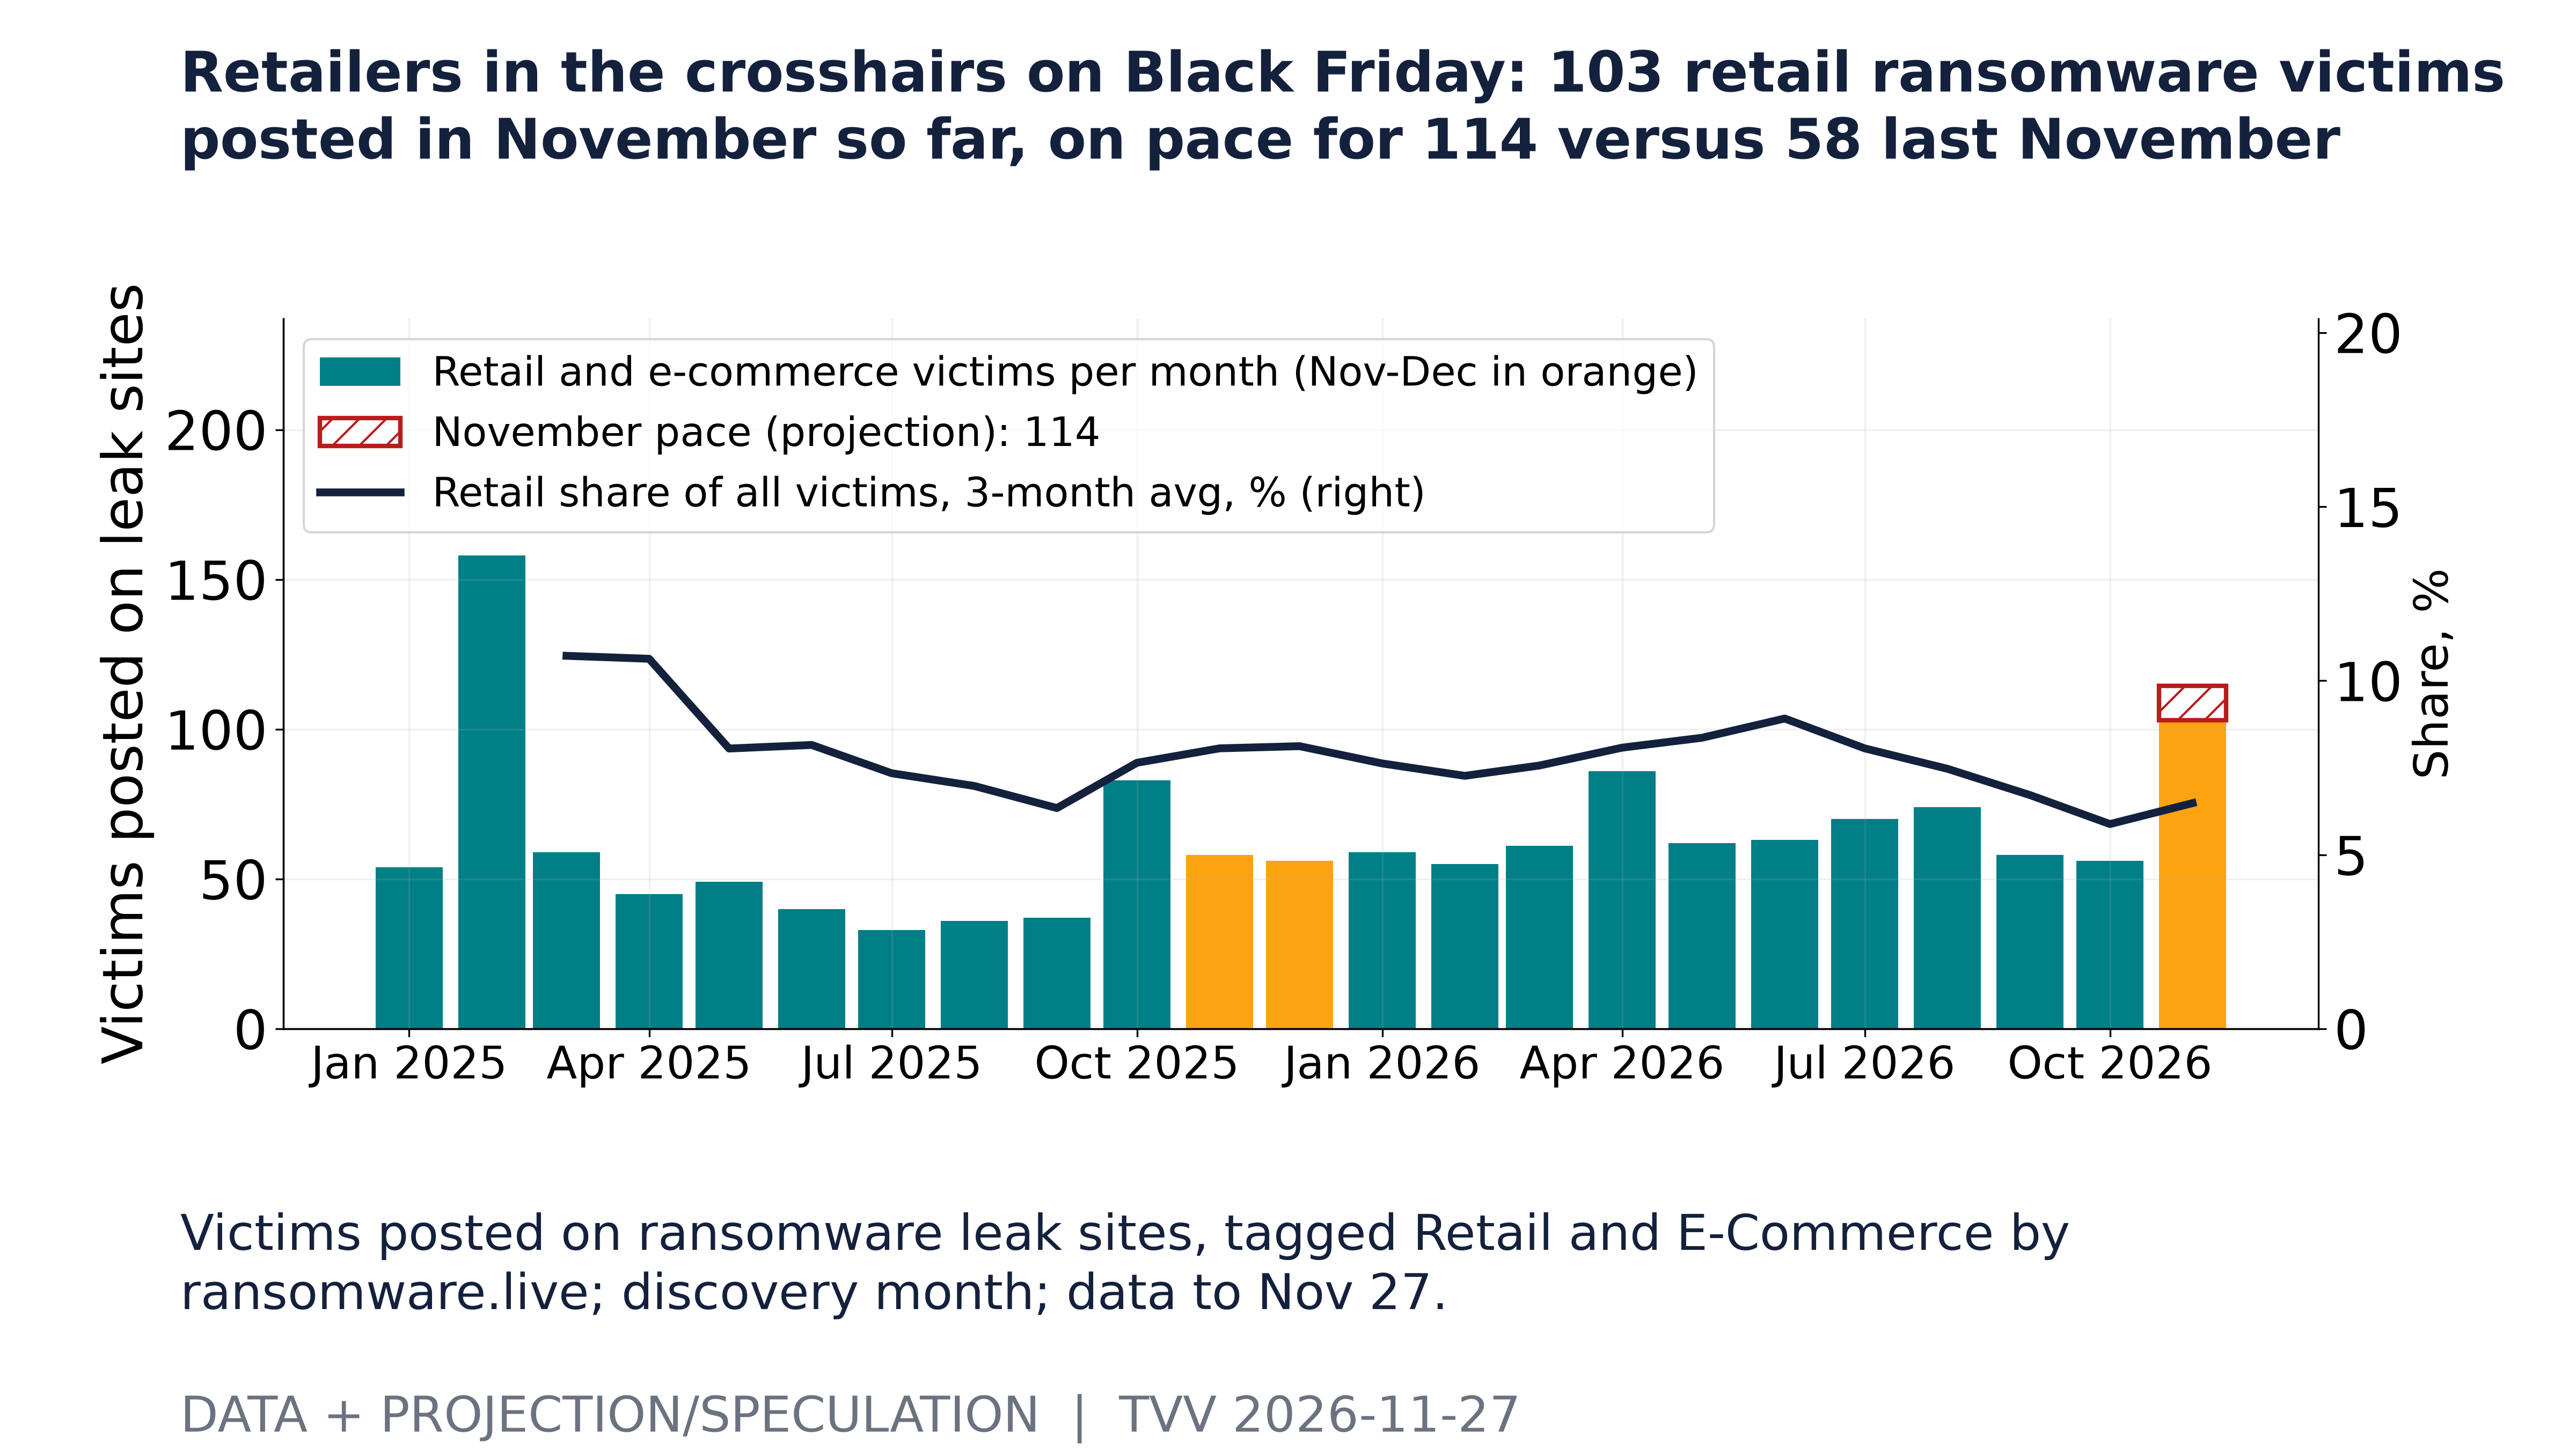 Retailers in the crosshairs on Black Friday: 103 retail ransomware victims
posted in November so far, on pace for 114 versus 58 last November
Victims posted on leak sites
200
150
100
50
0
Retail and e-commerce victims per month (Nov-Dec in orange)
November pace (projection): 114
Retail share of all victims, 3-month avg, % (right)
20
15
10
5
0
Share, %
Jan 2025 Apr 2025 Jul 2025 Oct 2025 Jan 2026 Apr 2026 Jul 2026 Oct 2026
Victims posted on ransomware leak sites, tagged Retail and E-Commerce by
ransomware.live; discovery month; data to Nov 27.
DATA + PROJECTION/SPECULATION | TVV 2026-11-27